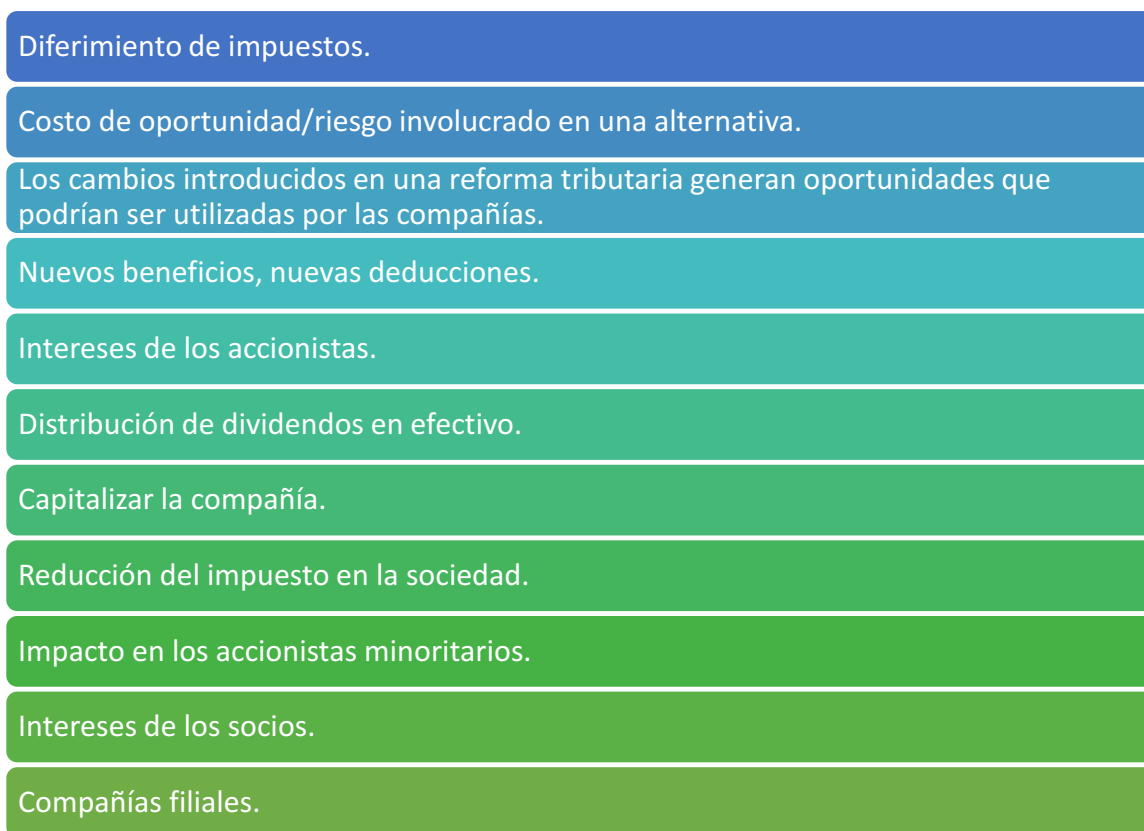 Diferimiento de impuestos.
Costo de oportunidad/riesgo involucrado en una alternativa.
Los cambios introducidos en una reforma tributaria generan oportunidades que
podrían ser utilizadas por las compañías.
Nuevos beneficios, nuevas deducciones.
Intereses de los accionistas.
Distribución de dividendos en efectivo.
Capitalizar la compañía.
Reducción del impuesto en la sociedad.
Impacto en los accionistas minoritarios.
Intereses de los socios.
Compañías filiales.